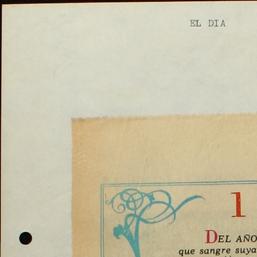 EL DIA
1
DEL AÑO
que sangre suya